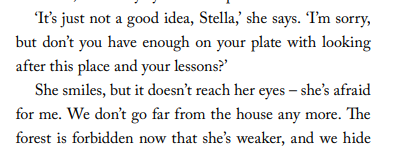 ‘It’s just not a good idea, Stella,’ she says. ‘I’m sorry,
but don’t you have enough on your plate with looking
after this place and your lessons?’
She smiles, but it doesn’t reach her eyes – she’s afraid
for me. We don’t go far from the house any more. The
forest is forbidden now that she’s weaker, and we hide